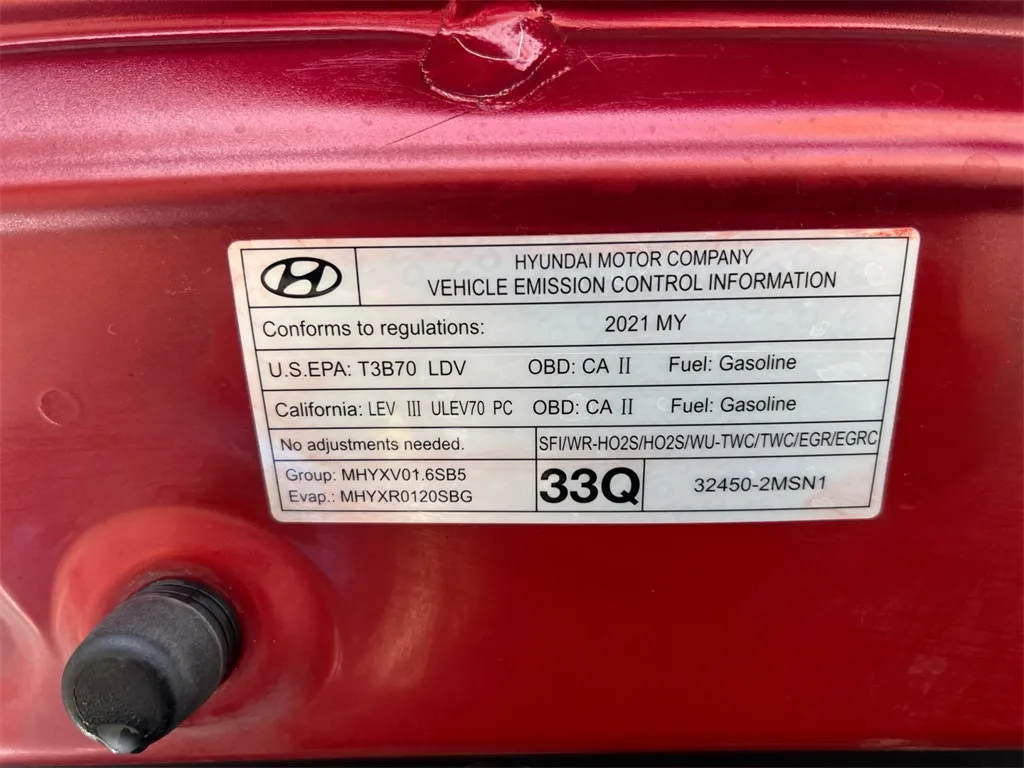 HYUNDAI MOTOR COMPANY
VEHICLE EMISSION CONTROL INFORMATION
Conforms to regulations: 2021 MY
U.S.EPA: T3B70 LDV OBD: CA II Fuel: Gasoline
California: LEV III ULEV70 PC OBD: CA II Fuel: Gasoline
No adjustments needed. SFI/WR-HO2S/HO2S/WU-TWC/TWC/EGR/EGRC
Group: MHYXV01.6SB5
Evap.: MHYXR0120SBG
33Q 32450-2MSN1